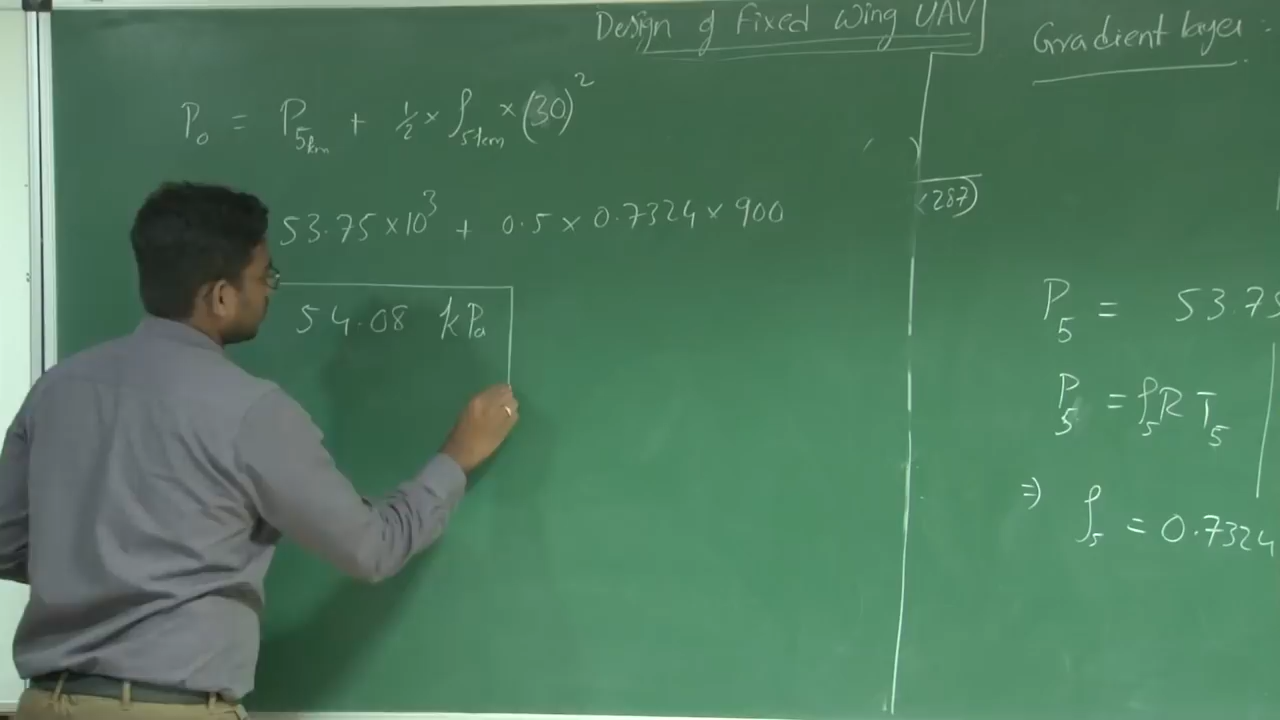 Design of Fixed Wing UAV
P₀ = P₅ₖₘ + ½ × ρ₅ₖₘ × (30)²
53.75 × 10³ + 0.5 × 0.7324 × 900
54.08 kPa
Gradient layer :
(287)
P₅ = 53.75
P₅ = ρ₅ R T₅
⇒ ρ₅ = 0.7324